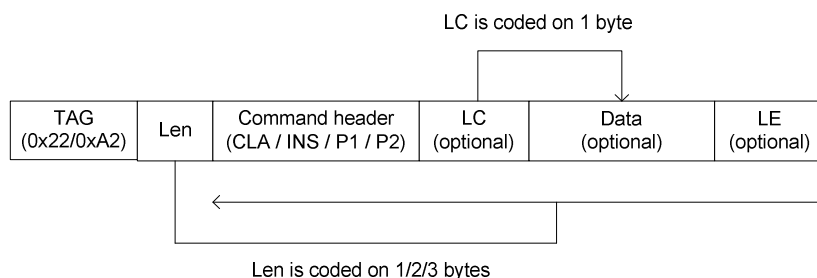 LC is coded on 1 byte
TAG
(0x22/0xA2)
Len
Command header
(CLA / INS / P1 / P2)
LC
(optional)
Data
(optional)
LE
(optional)
Len is coded on 1/2/3 bytes